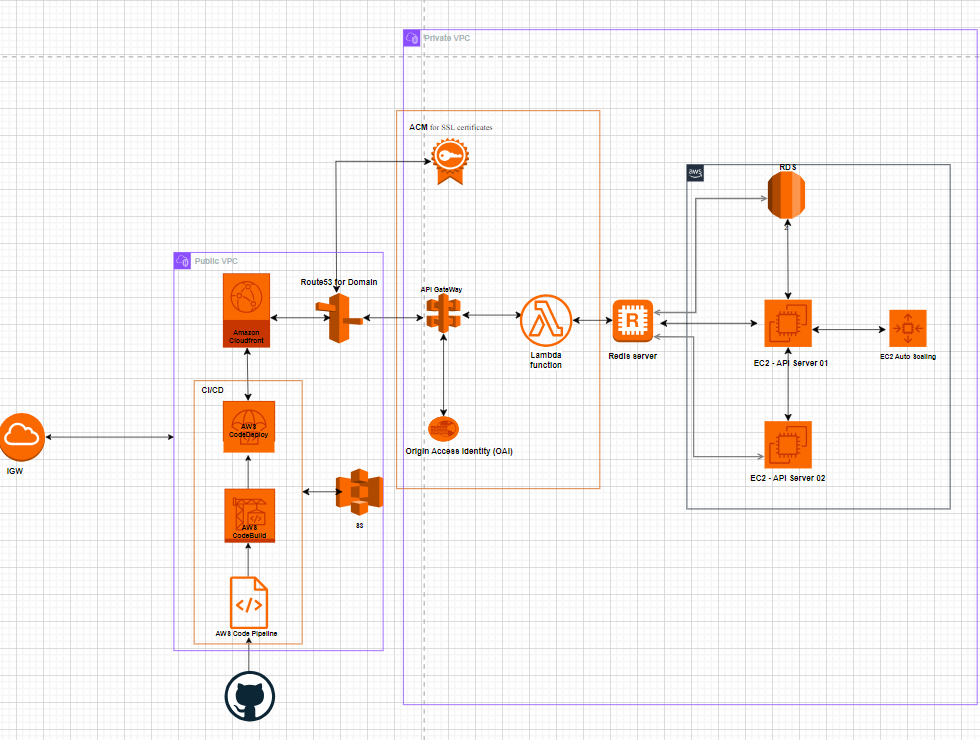 Private VPC
ACM for SSL certificates
aws
RDS
2
Public VPC
Route53 for Domain
API GateWay
Amazon
Cloudfront
R
Lambda
function
Redis server
EC2 - API Server 01
EC2 Auto Scaling
CI/CD
AWS
CodeDeploy
IGW
Origin Access Identity (OAI)
EC2 - API Server 02
S3
AWS
CodeBuild
</>
AWS Code Pipeline